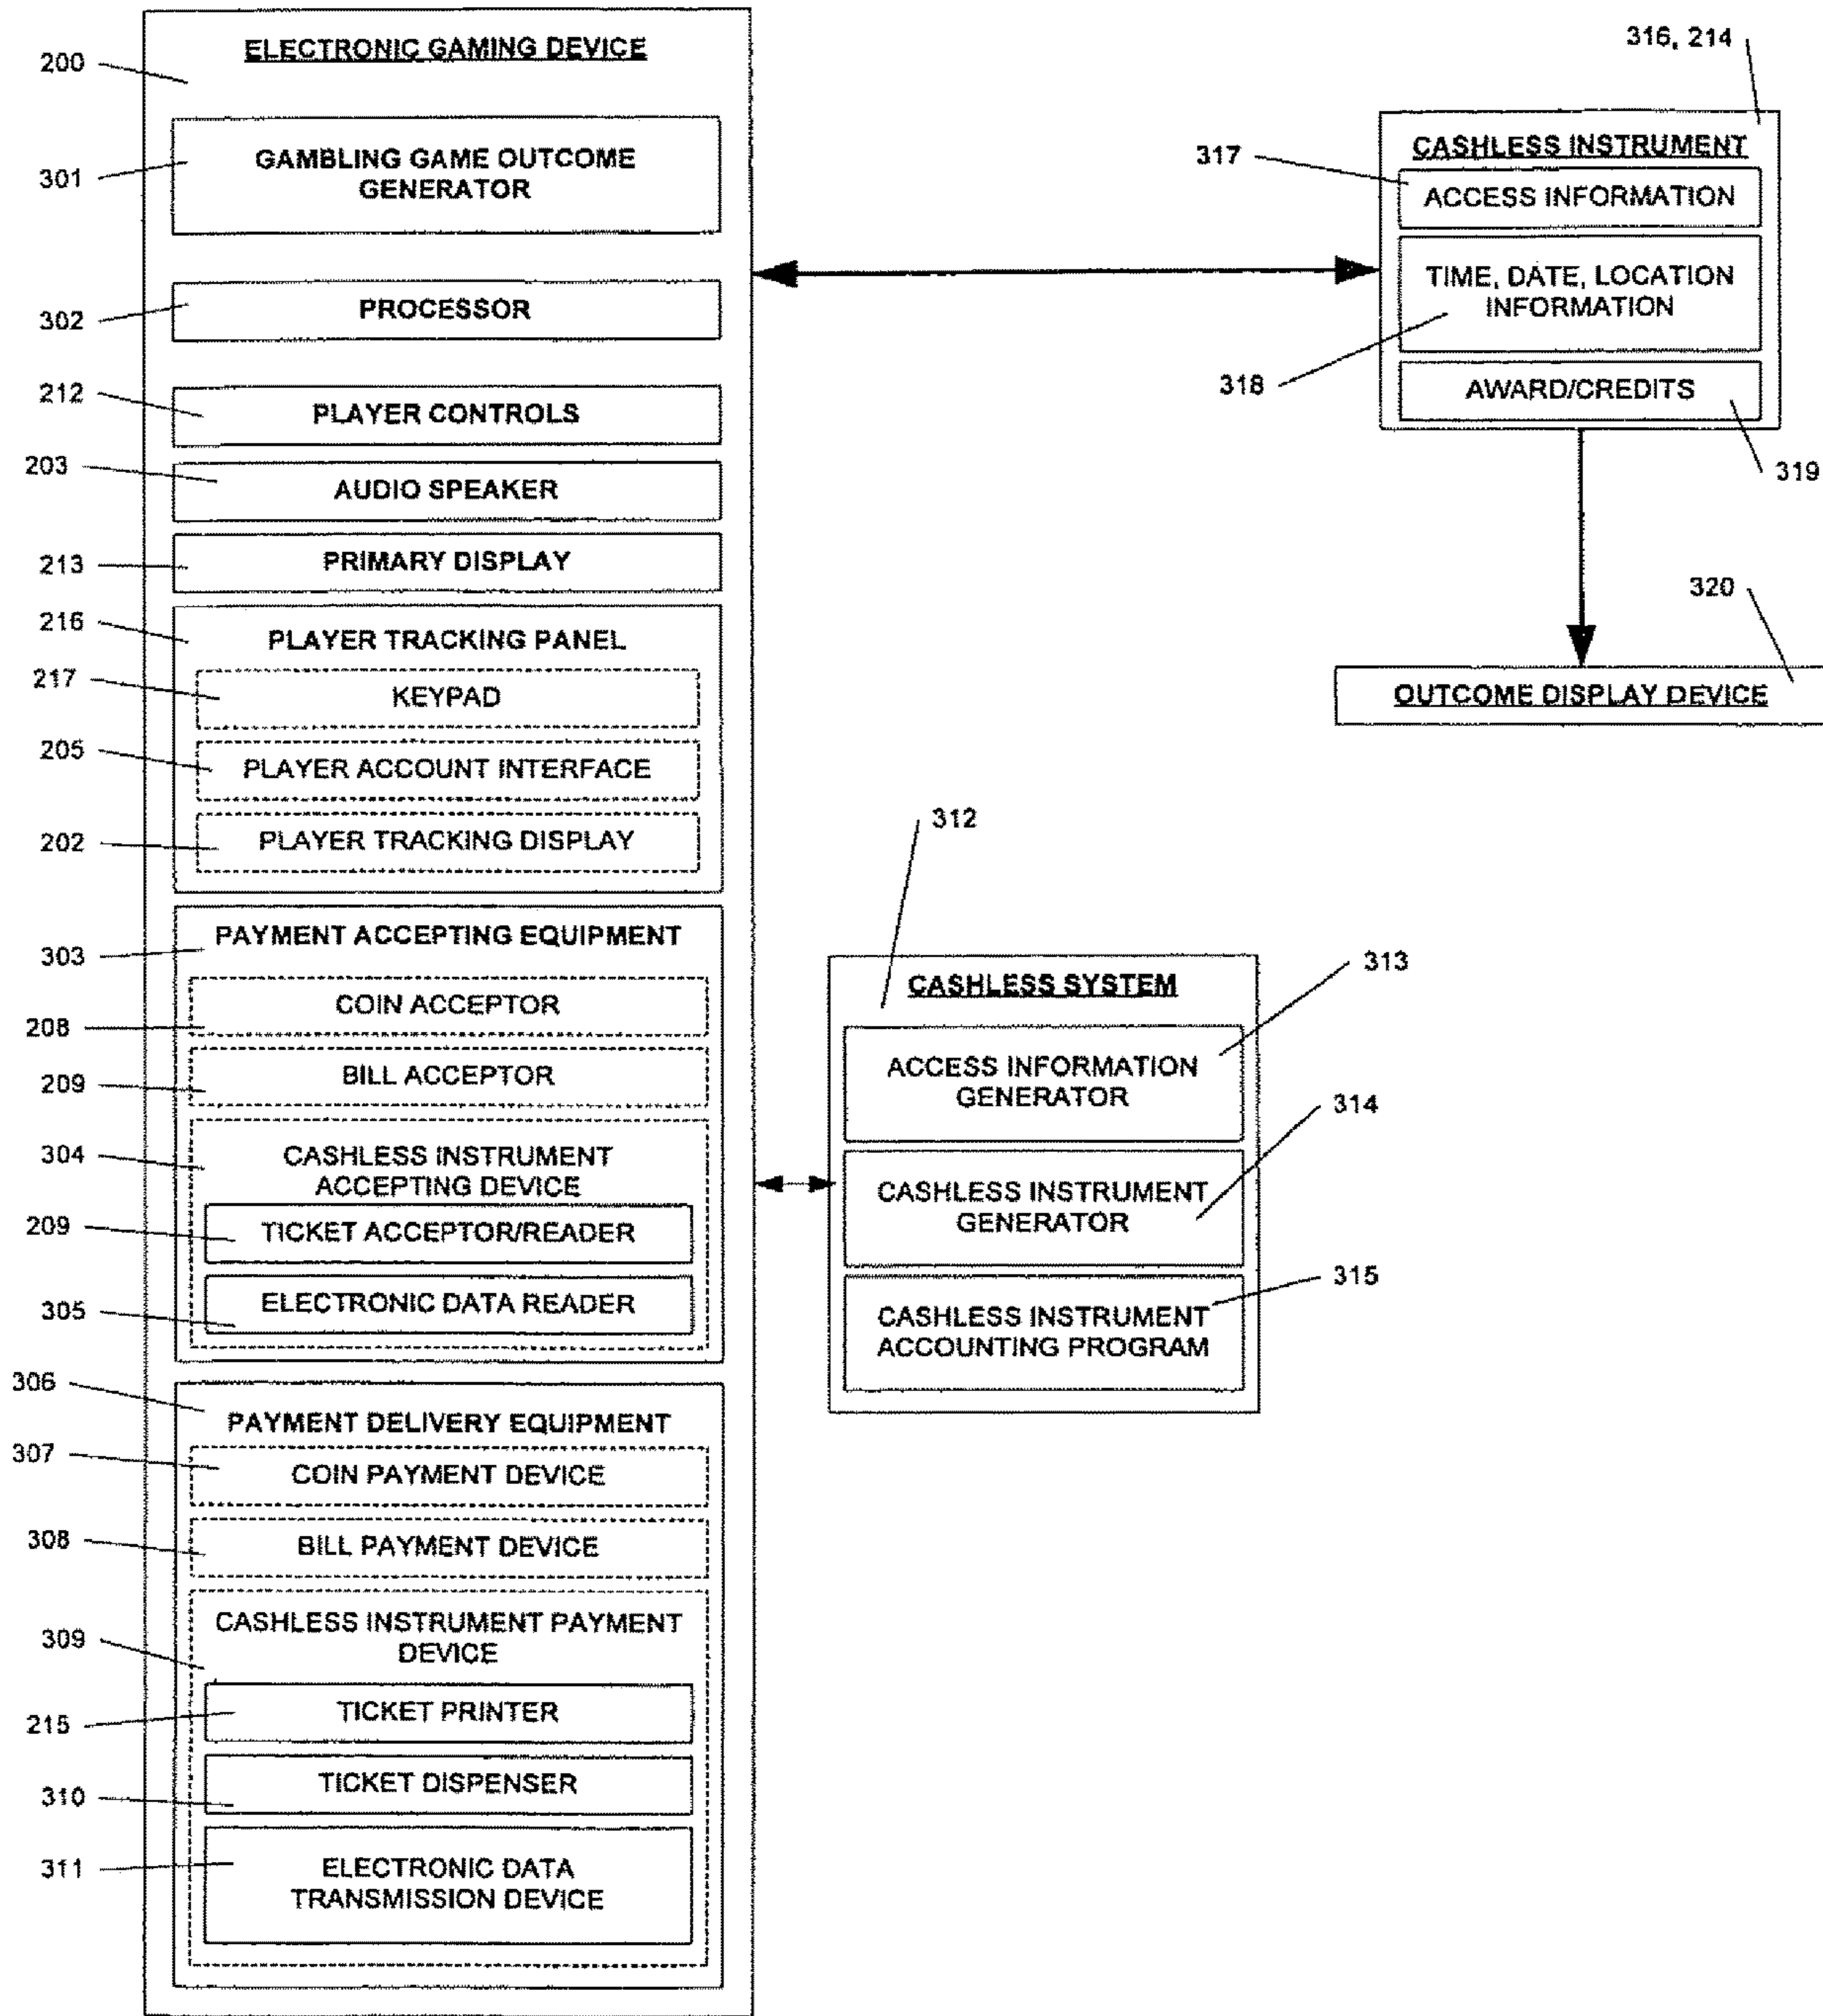 ELECTRONIC GAMING DEVICE
200
GAMBLING GAME OUTCOME
GENERATOR
301
PROCESSOR
302
212
PLAYER CONTROLS
203
AUDIO SPEAKER
213
PRIMARY DISPLAY
216
PLAYER TRACKING PANEL
217
KEYPAD
205
PLAYER ACCOUNT INTERFACE
202
PLAYER TRACKING DISPLAY
PAYMENT ACCEPTING EQUIPMENT
303
COIN ACCEPTOR
208
BILL ACCEPTOR
209
304
CASHLESS INSTRUMENT
ACCEPTING DEVICE
209
TICKET ACCEPTOR/READER
ELECTRONIC DATA READER
305
306
PAYMENT DELIVERY EQUIPMENT
307
COIN PAYMENT DEVICE
308
BILL PAYMENT DEVICE
CASHLESS INSTRUMENT PAYMENT
DEVICE
309
TICKET PRINTER
215
TICKET DISPENSER
310
311
ELECTRONIC DATA
TRANSMISSION DEVICE
316, 214
CASHLESS INSTRUMENT
317
ACCESS INFORMATION
TIME, DATE, LOCATION
INFORMATION
318
AWARD/CREDITS
319
320
OUTCOME DISPLAY DEVICE
312
CASHLESS SYSTEM
313
ACCESS INFORMATION
GENERATOR
314
CASHLESS INSTRUMENT
GENERATOR
315
CASHLESS INSTRUMENT
ACCOUNTING PROGRAM